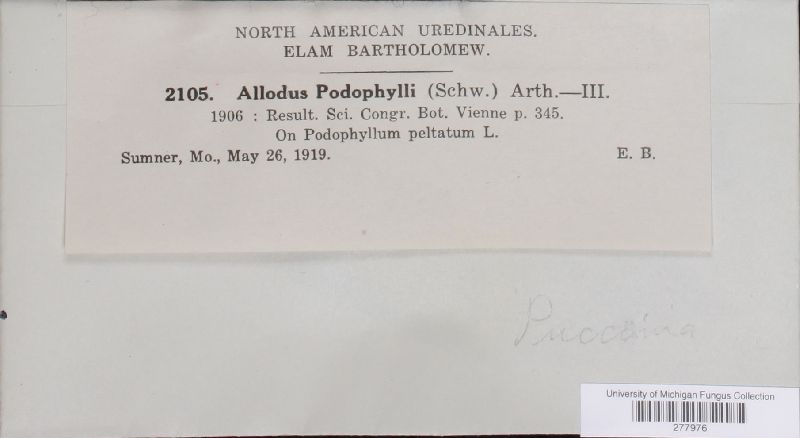 NORTH AMERICAN UREDINALES.
ELAM BARTHOLOMEW.
2105. Allodus Podophylli (Schw.) Arth.—III.
1906 : Result. Sci. Congr. Bot. Vienne p. 345.
On Podophyllum peltatum L.
Sumner, Mo., May 26, 1919. E. B.
Puccinia
University of Michigan Fungus Collection
277976